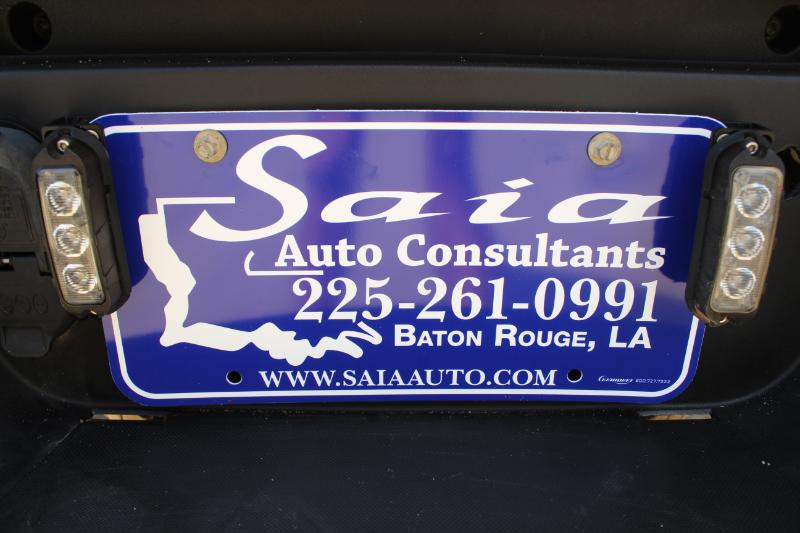 Saia
Auto Consultants
225-261-0991
BATON ROUGE, LA
WWW.SAIAAUTO.COM